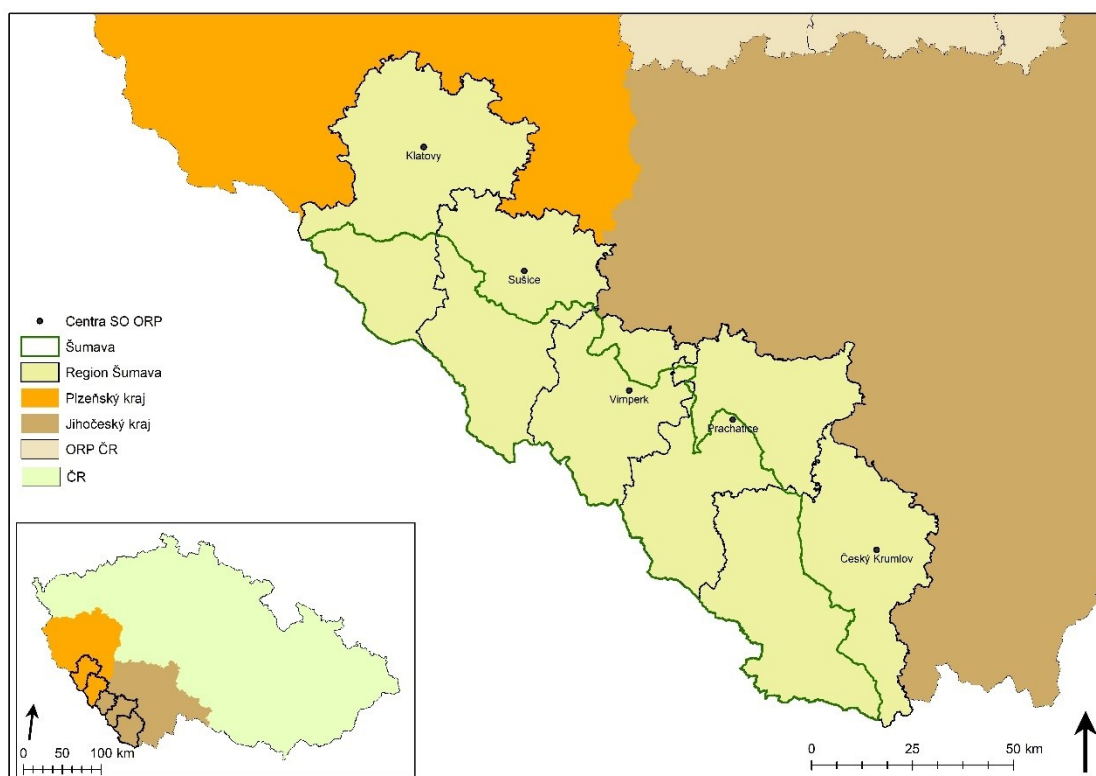 Klatovy
Sušice
Vimperk
Prachatice
Český Krumlov
Centra SO ORP
Šumava
Region Šumava
Plzeňský kraj
Jihočeský kraj
ORP ČR
ČR
0 50 100 km
0 25 50 km